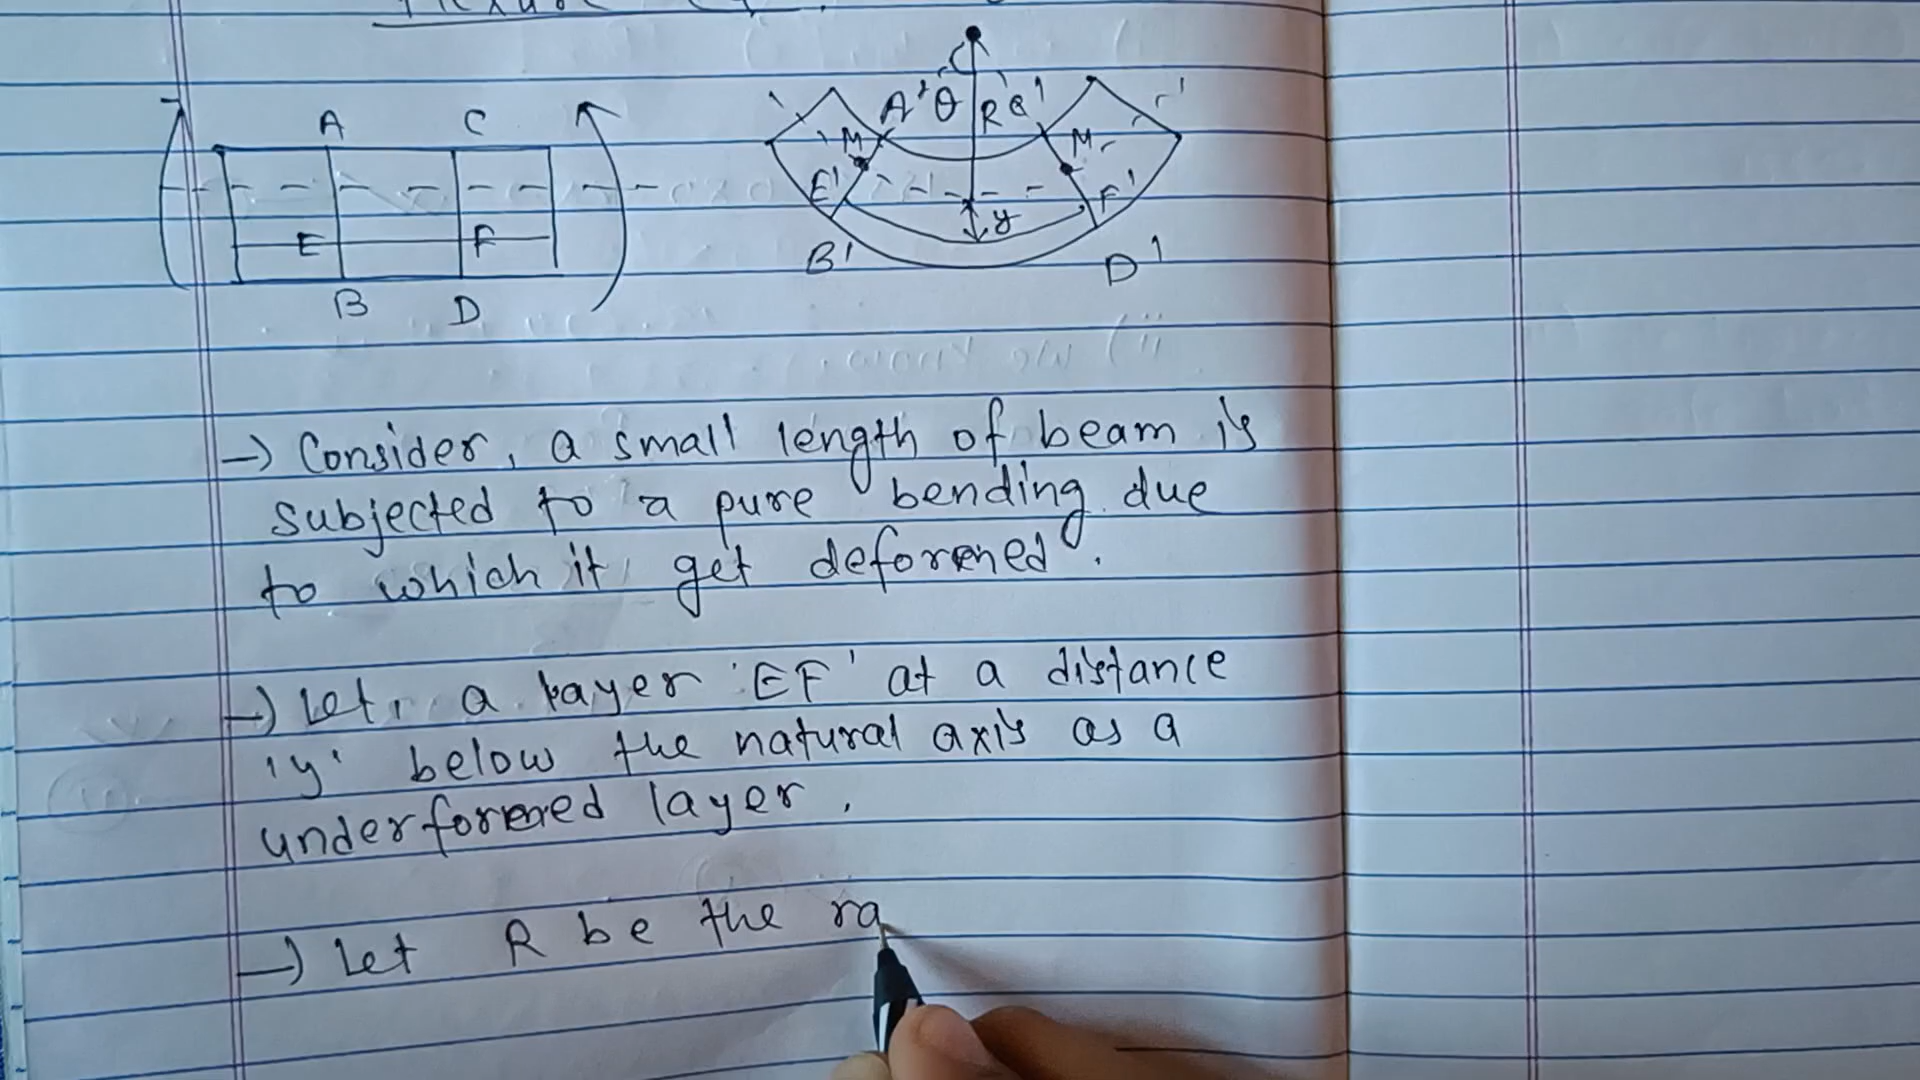 A C
E F
B D
A' θ R C'
M M
E' F'
y
B' D'
→ Consider, a small length of beam is
subjected to a pure bending due
to which it get deformed.
→ Let, a layer 'EF' at a distance
'y' below the natural axis as a
underformed layer.
→ Let R be the ra